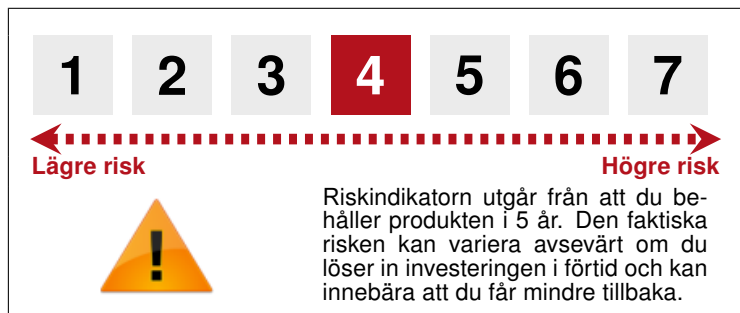 1 2 3 4 5 6 7
Lägre risk Högre risk
Riskindikatorn utgår från att du be-
håller produkten i 5 år. Den faktiska
risken kan variera avsevärt om du
löser in investeringen i förtid och kan
innebära att du får mindre tillbaka.
!